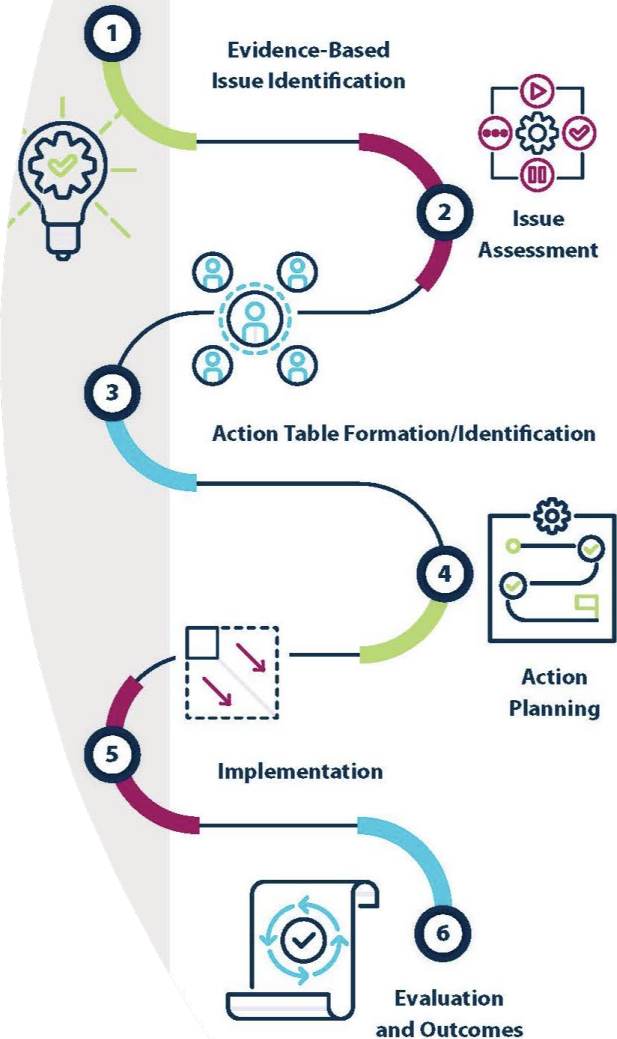 1
Evidence-Based
Issue Identification
2
Issue
Assessment
3
Action Table Formation/Identification
4
Action
Planning
5
Implementation
6
Evaluation
and Outcomes